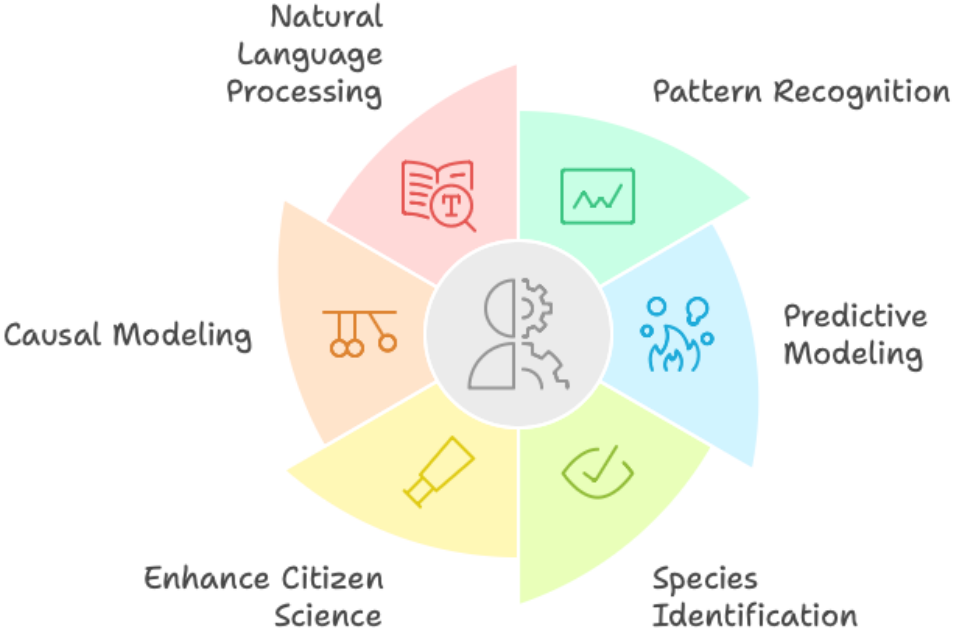 Natural
Language
Processing
Pattern Recognition
Causal Modeling
Predictive
Modeling
Enhance Citizen
Science
Species
Identification
T